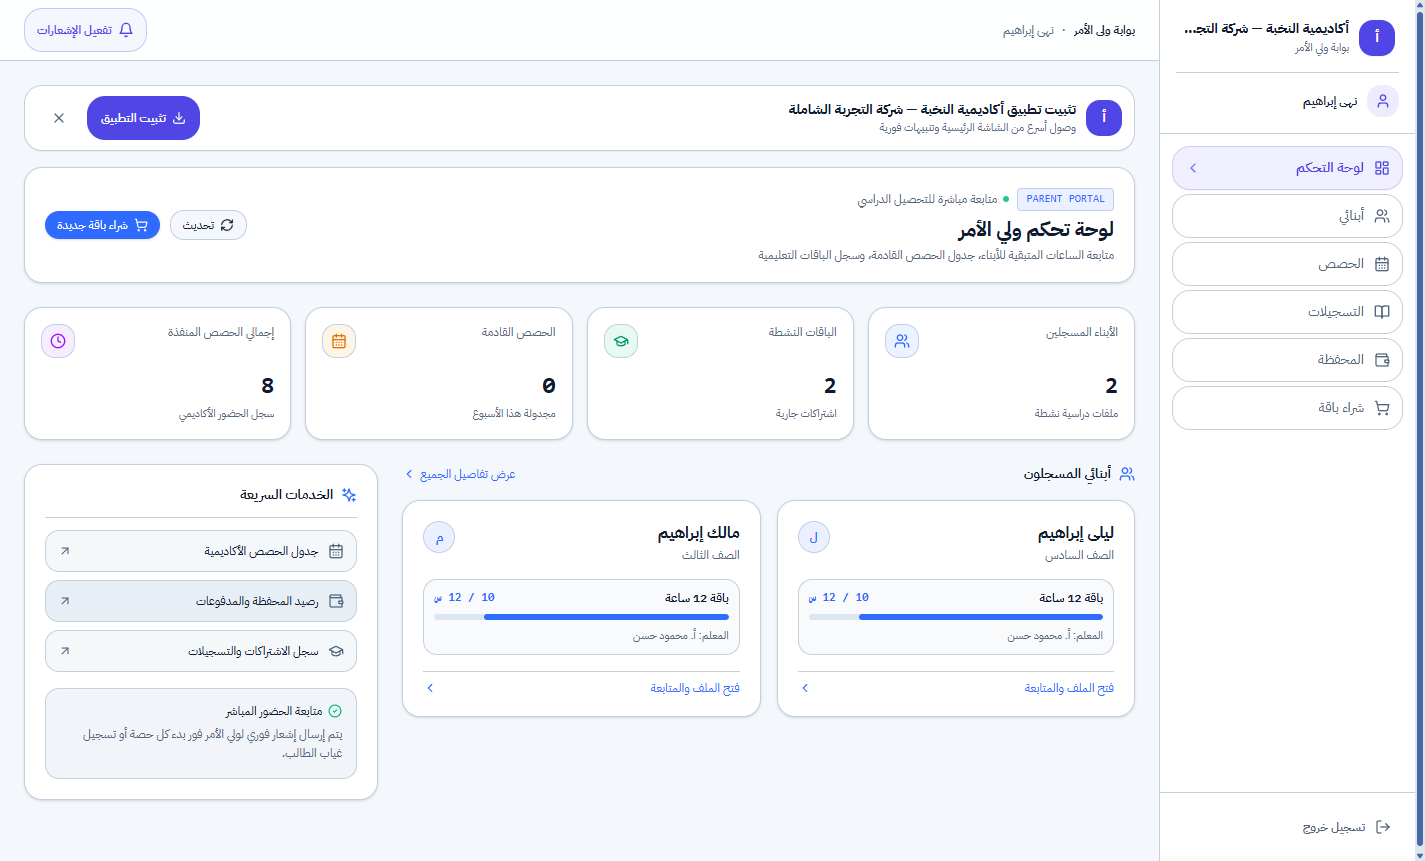 أكاديمية النخبة — شركة التجـ...
بوابة ولي الأمر
أ
نهى إبراهيم
لوحة التحكم
أبنائي
الحصص
التسجيلات
المحفظة
شراء باقة
تسجيل خروج
بوابة ولي الأمر · نهى إبراهيم
تفعيل الإشعارات
أ
تثبيت تطبيق أكاديمية النخبة — شركة التجربة الشاملة
وصول أسرع من الشاشة الرئيسية وتنبيهات فورية
تثبيت التطبيق
PARENT PORTAL
متابعة مباشرة للتحصيل الدراسي
لوحة تحكم ولي الأمر
متابعة الساعات المتبقية للأبناء، جدول الحصص القادمة، وسجل الباقات التعليمية
تحديث
شراء باقة جديدة
الأبناء المسجلين
2
ملفات دراسية نشطة
الباقات النشطة
2
اشتراكات جارية
الحصص القادمة
0
مجدولة هذا الأسبوع
إجمالي الحصص المنفذة
8
سجل الحضور الأكاديمي
أبنائي المسجلون
عرض تفاصيل الجميع
ليلى إبراهيم
ل
الصف السادس
باقة 12 ساعة
10 / 12 س
المعلم: أ. محمود حسن
فتح الملف والمتابعة
مالك إبراهيم
م
الصف الثالث
باقة 12 ساعة
10 / 12 س
المعلم: أ. محمود حسن
فتح الملف والمتابعة
الخدمات السريعة
جدول الحصص الأكاديمية
رصيد المحفظة والمدفوعات
سجل الاشتراكات والتسجيلات
متابعة الحضور المباشر
يتم إرسال إشعار فوري لولي الأمر فور بدء كل حصة أو تسجيل
غياب الطالب.